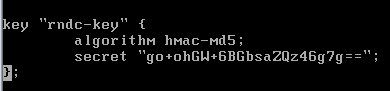 key "rndc-key" {
        algorithm hmac-md5;
        secret "go+ohGW+6BGbsaZQz46g7g==";
};